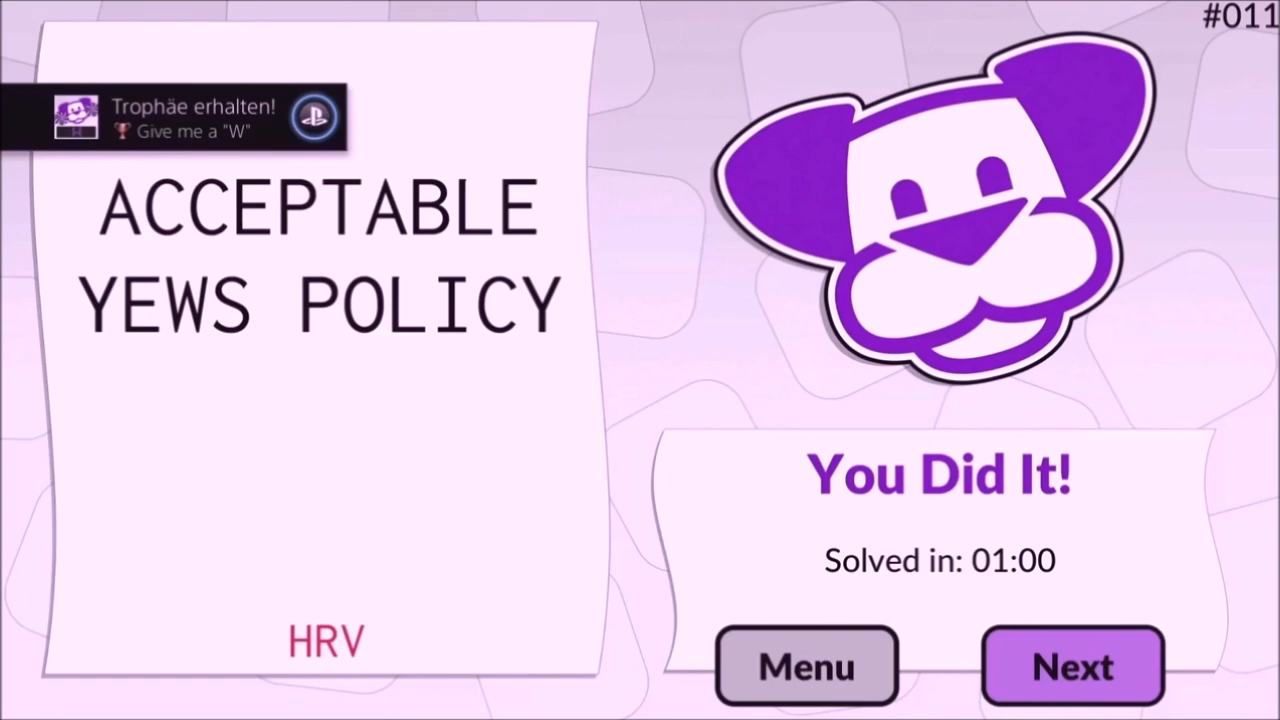 #011
Trophäe erhalten!
Give me a "W"
ACCEPTABLE
YEWS POLICY
HRV
You Did It!
Solved in: 01:00
Menu
Next